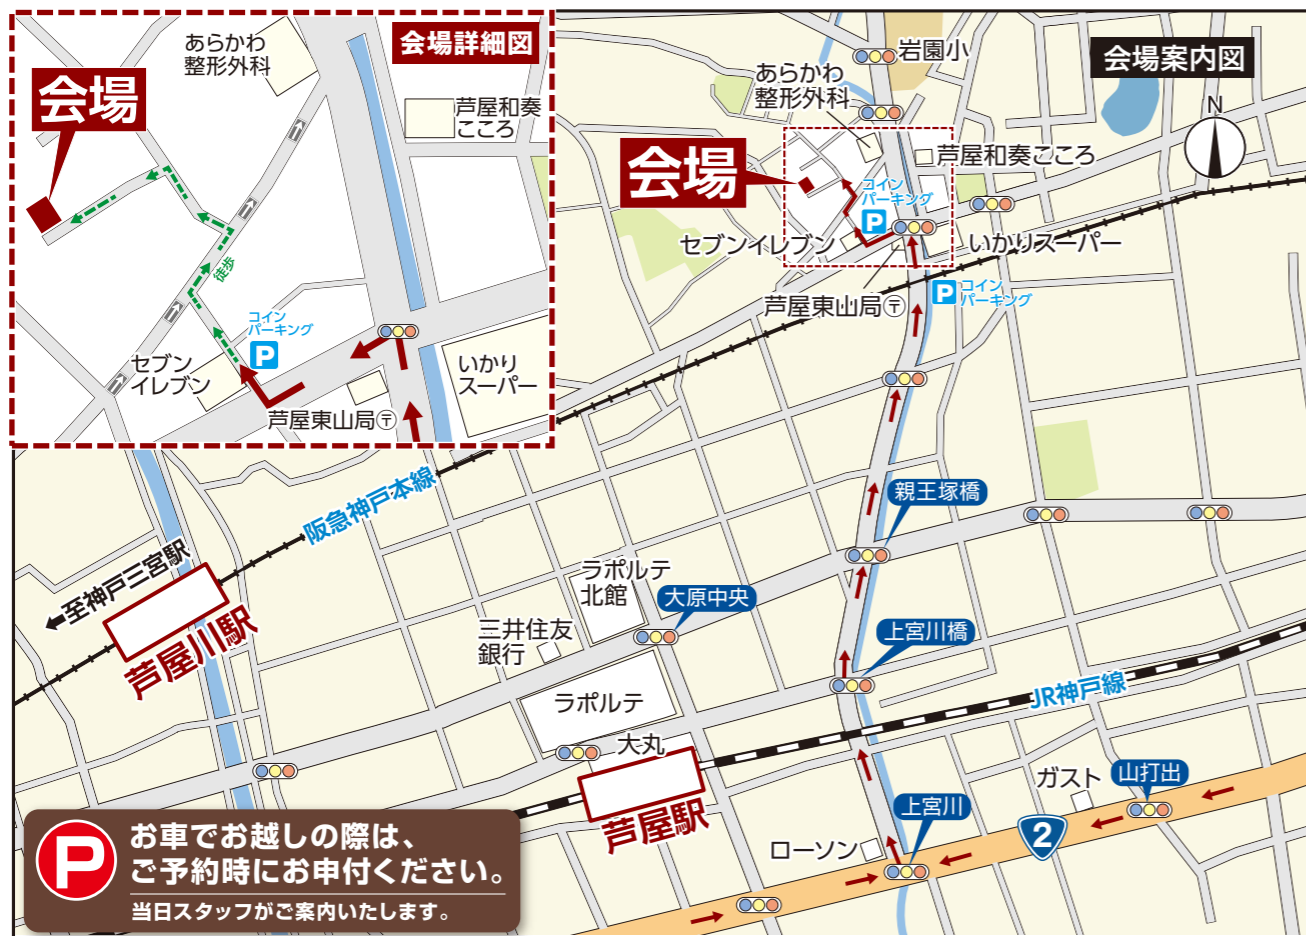 会場詳細図
あらかわ
整形外科
会場
芦屋和奏
こころ
徒歩
コイン
パーキング
P
セブン
イレブン
いかり
スーパー
芦屋東山局〒
会場案内図
N
岩園小
あらかわ
整形外科
芦屋和奏こころ
会場
コイン
パーキング
P
セブンイレブン
いかりスーパー
芦屋東山局〒
P
コイン
パーキング
阪急神戸本線
至神戸三宮駅
芦屋川駅
親王塚橋
ラポルテ
北館
大原中央
三井住友
銀行
上宮川橋
ラポルテ
JR神戸線
大丸
芦屋駅
ガスト
山打出
上宮川
2
ローソン
P
お車でお越しの際は、
ご予約時にお申付ください。
当日スタッフがご案内いたします。